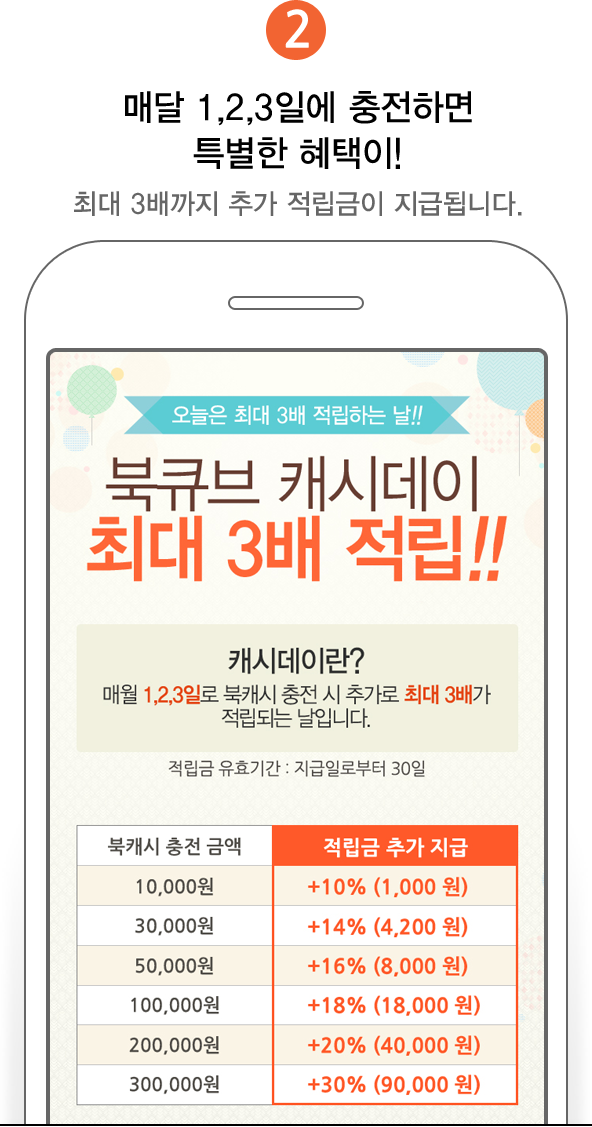 2
매달 1,2,3일에 충전하면
특별한 혜택이!
최대 3배까지 추가 적립금이 지급됩니다.
오늘은 최대 3배 적립하는 날!!
북큐브 캐시데이
최대 3배 적립!!
캐시데이란?
매월 1,2,3일로 북캐시 충전 시 추가로 최대 3배가
적립되는 날입니다.
적립금 유효기간 : 지급일로부터 30일
북캐시 충전 금액 적립금 추가 지급
10,000원 +10% (1,000 원)
30,000원 +14% (4,200 원)
50,000원 +16% (8,000 원)
100,000원 +18% (18,000 원)
200,000원 +20% (40,000 원)
300,000원 +30% (90,000 원)